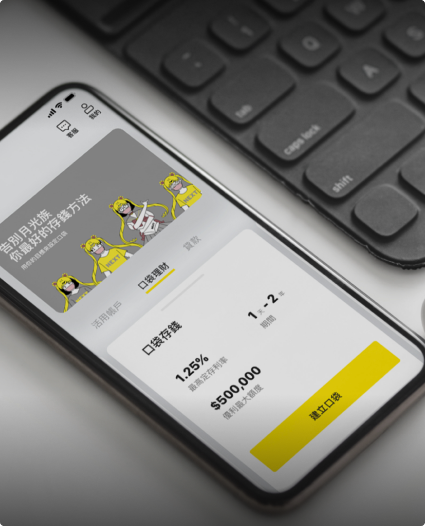 客服
我的
告別月光族
你最好的存錢方法
活用帳戶
口袋理財
貸款
口袋存錢
1.25%
最高定存利率
1 天 - 2 年
期間
$500,000
優利最大額度
建立口袋
tab
caps lock
shift
Q
A
S